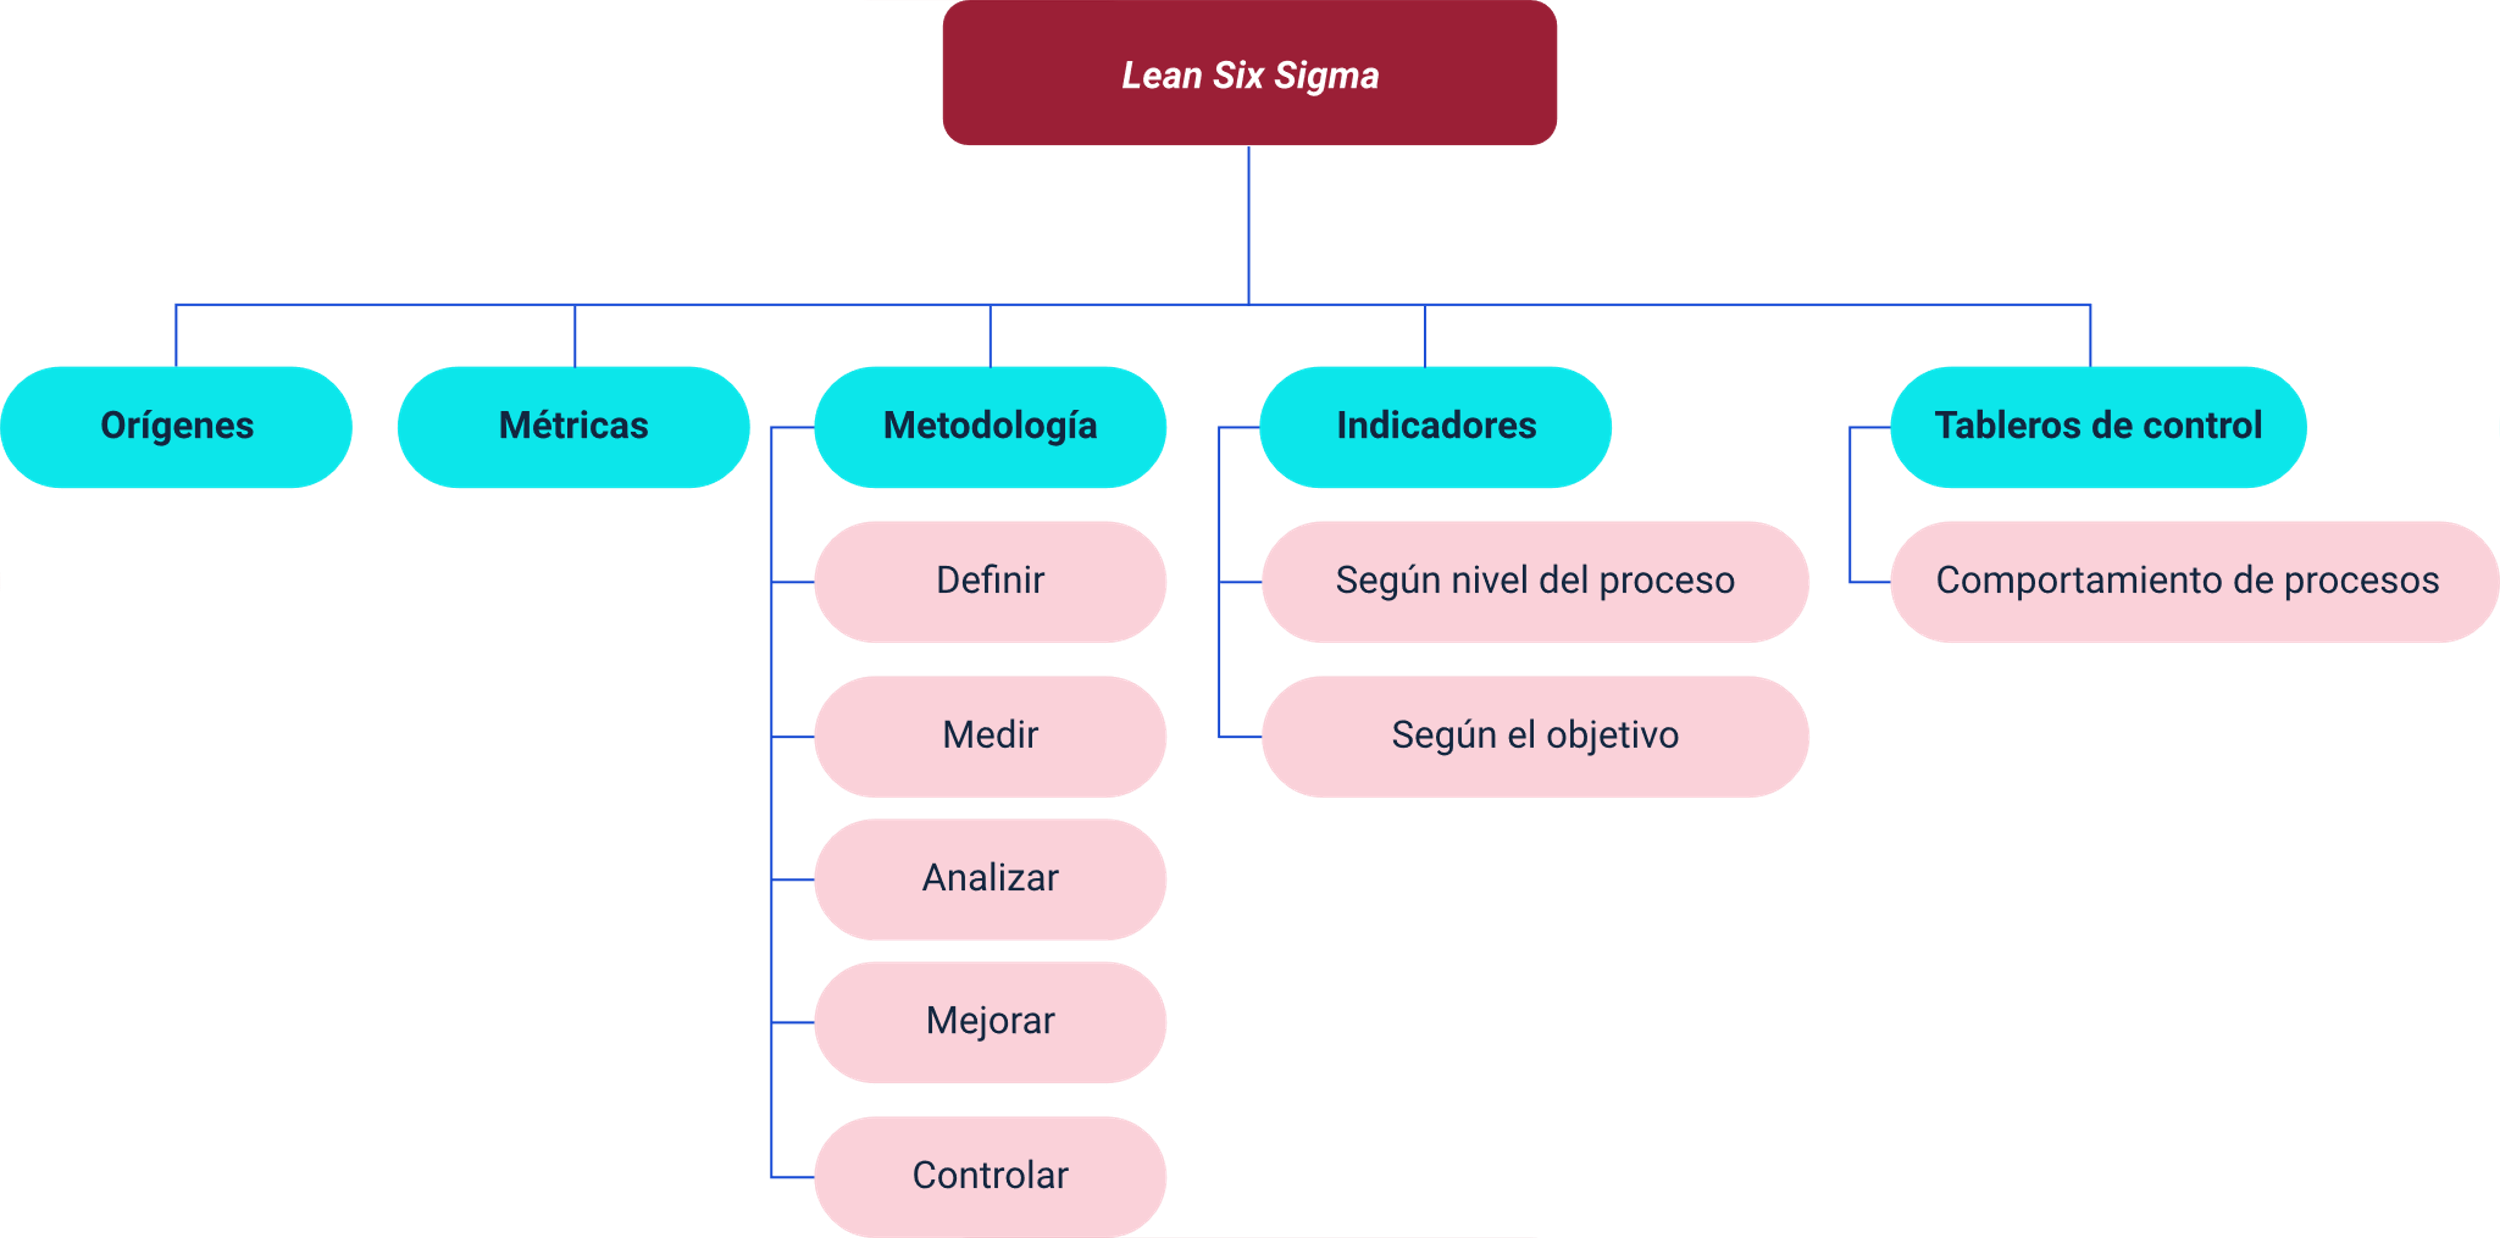 Lean Six Sigma
Orígenes
Métricas
Metodología
Indicadores
Tableros de control
Definir
Según nivel del proceso
Comportamiento de procesos
Medir
Según el objetivo
Analizar
Mejorar
Controlar